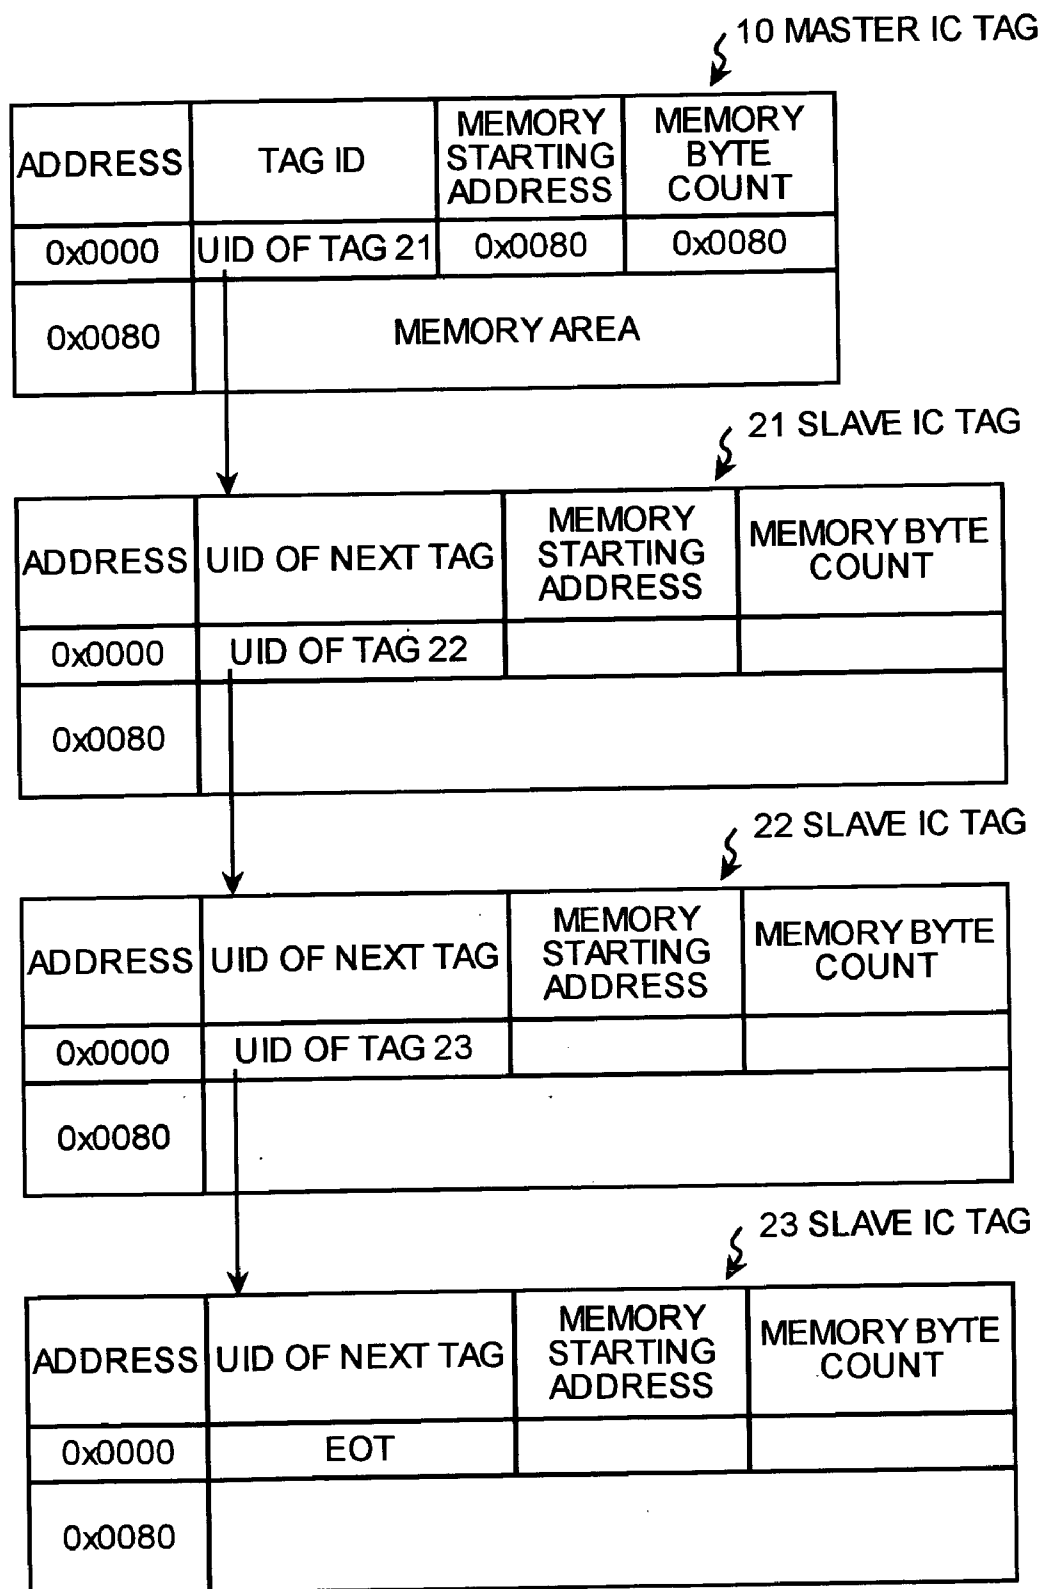 10 MASTER IC TAG
ADDRESS
TAG ID
MEMORY
STARTING
ADDRESS
MEMORY
BYTE
COUNT
0x0000
UID OF TAG 21
0x0080
0x0080
0x0080
MEMORY AREA
21 SLAVE IC TAG
ADDRESS
UID OF NEXT TAG
MEMORY
STARTING
ADDRESS
MEMORY BYTE
COUNT
0x0000
UID OF TAG 22
0x0080
22 SLAVE IC TAG
ADDRESS
UID OF NEXT TAG
MEMORY
STARTING
ADDRESS
MEMORY BYTE
COUNT
0x0000
UID OF TAG 23
0x0080
23 SLAVE IC TAG
ADDRESS
UID OF NEXT TAG
MEMORY
STARTING
ADDRESS
MEMORY BYTE
COUNT
0x0000
EOT
0x0080